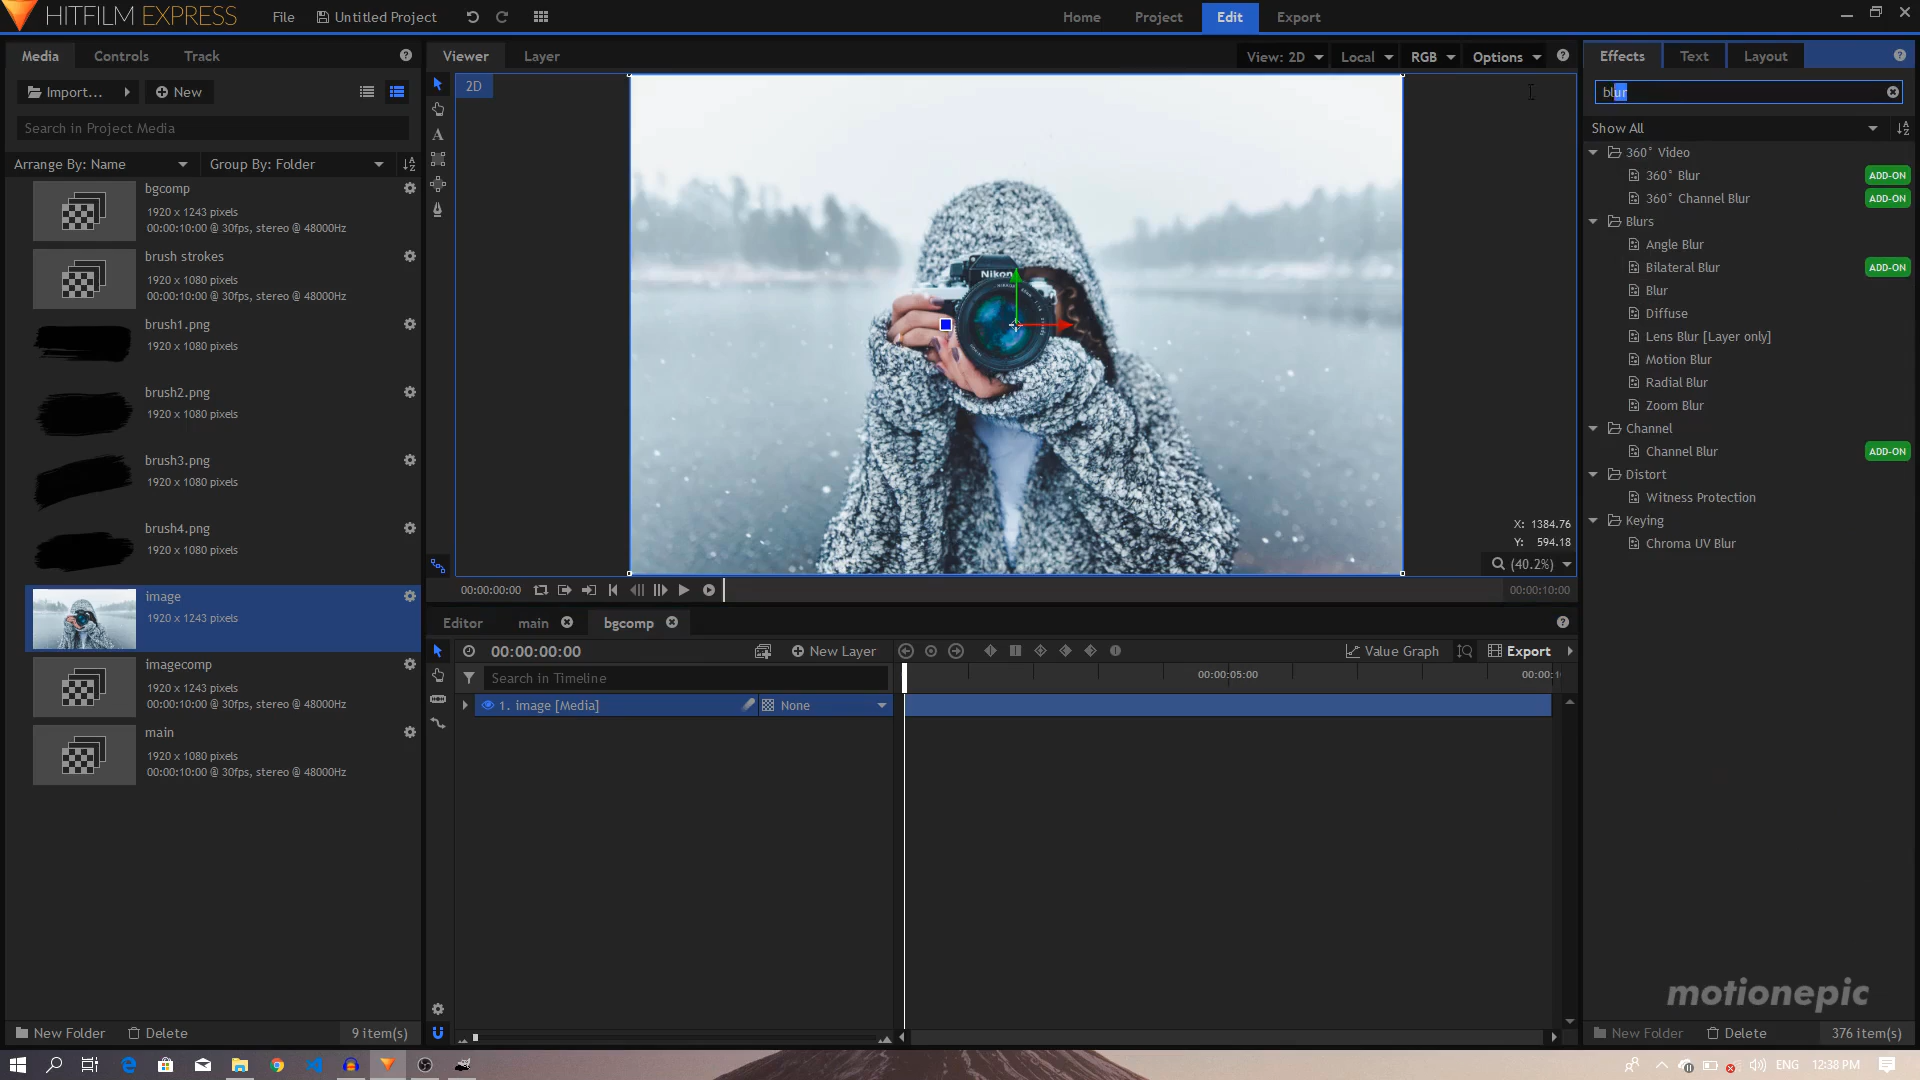 HITFILM EXPRESS
File
Untitled Project
Home
Project
Edit
Export
Media
Controls
Track
Import...
New
Search in Project Media
Arrange By: Name
Group By: Folder
bgcomp
1920 x 1243 pixels
00:00:10:00 @ 30fps, stereo @ 48000Hz
brush strokes
1920 x 1080 pixels
00:00:10:00 @ 30fps, stereo @ 48000Hz
brush1.png
1920 x 1080 pixels
brush2.png
1920 x 1080 pixels
brush3.png
1920 x 1080 pixels
brush4.png
1920 x 1080 pixels
image
1920 x 1243 pixels
imagecomp
1920 x 1243 pixels
00:00:10:00 @ 30fps, stereo @ 48000Hz
main
1920 x 1080 pixels
00:00:10:00 @ 30fps, stereo @ 48000Hz
New Folder
Delete
9 item(s)
Viewer
Layer
View: 2D
Local
RGB
Options
2D
Nikon
X: 1384.76
Y: 594.18
(40.2%)
00:00:00:00
00:00:10:00
Editor
main
bgcomp
00:00:00:00
New Layer
Value Graph
Export
Search in Timeline
00:00:05:00
00:00:1
1. image [Media]
None
Effects
Text
Layout
blur
Show All
360° Video
360° Blur
ADD-ON
360° Channel Blur
ADD-ON
Blurs
Angle Blur
Bilateral Blur
ADD-ON
Blur
Diffuse
Lens Blur [Layer only]
Motion Blur
Radial Blur
Zoom Blur
Channel
Channel Blur
ADD-ON
Distort
Witness Protection
Keying
Chroma UV Blur
motionepic
New Folder
Delete
376 item(s)
ENG
12:38 PM